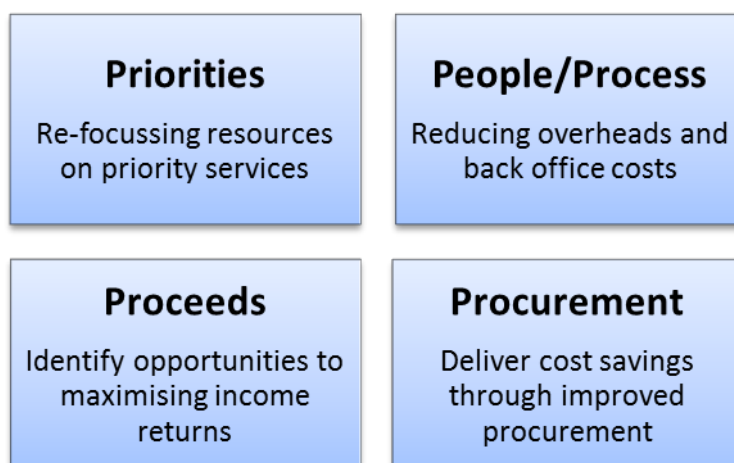 Priorities
Re-focussing resources
on priority services
People/Process
Reducing overheads and
back office costs
Proceeds
Identify opportunities to
maximising income
returns
Procurement
Deliver cost savings
through improved
procurement